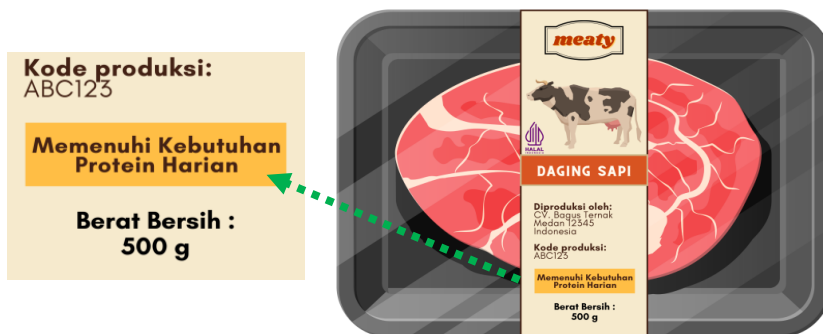 Kode produksi:
ABC123
Memenuhi Kebutuhan
Protein Harian
Berat Bersih :
500 g
meaty
HALAL
INDONESIA
DAGING SAPI
Diproduksi oleh:
CV. Bagus Ternak
Medan 12345
Indonesia
Kode produksi:
ABC123
Memenuhi Kebutuhan
Protein Harian
Berat Bersih :
500 g